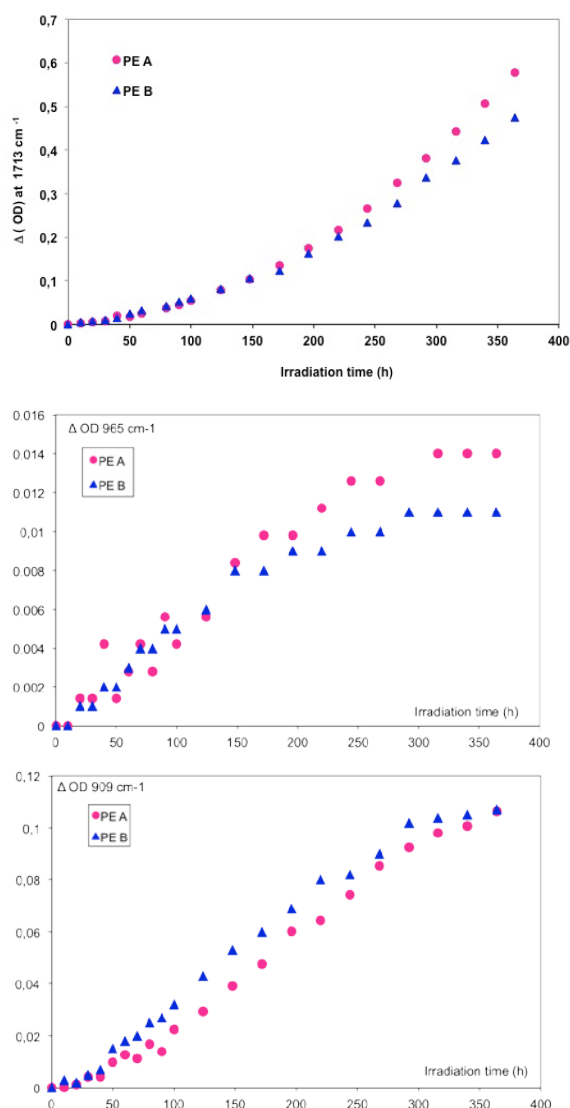 0,7
0,6
0,5
0,4
0,3
0,2
0,1
0
PE A
PE B
Δ ( OD) at 1713 cm⁻¹
0 50 100 150 200 250 300 350 400
Irradiation time (h)
Δ OD 965 cm-1
PE A
PE B
0.016
0.014
0.012
0.01
0.008
0.006
0.004
0.002
0
Irradiation time (h)
0 50 100 150 200 250 300 350 400
Δ OD 909 cm-1
PE A
PE B
0,12
0,1
0,08
0,06
0,04
0,02
0
Irradiation time (h)
0 50 100 150 200 250 300 350 400